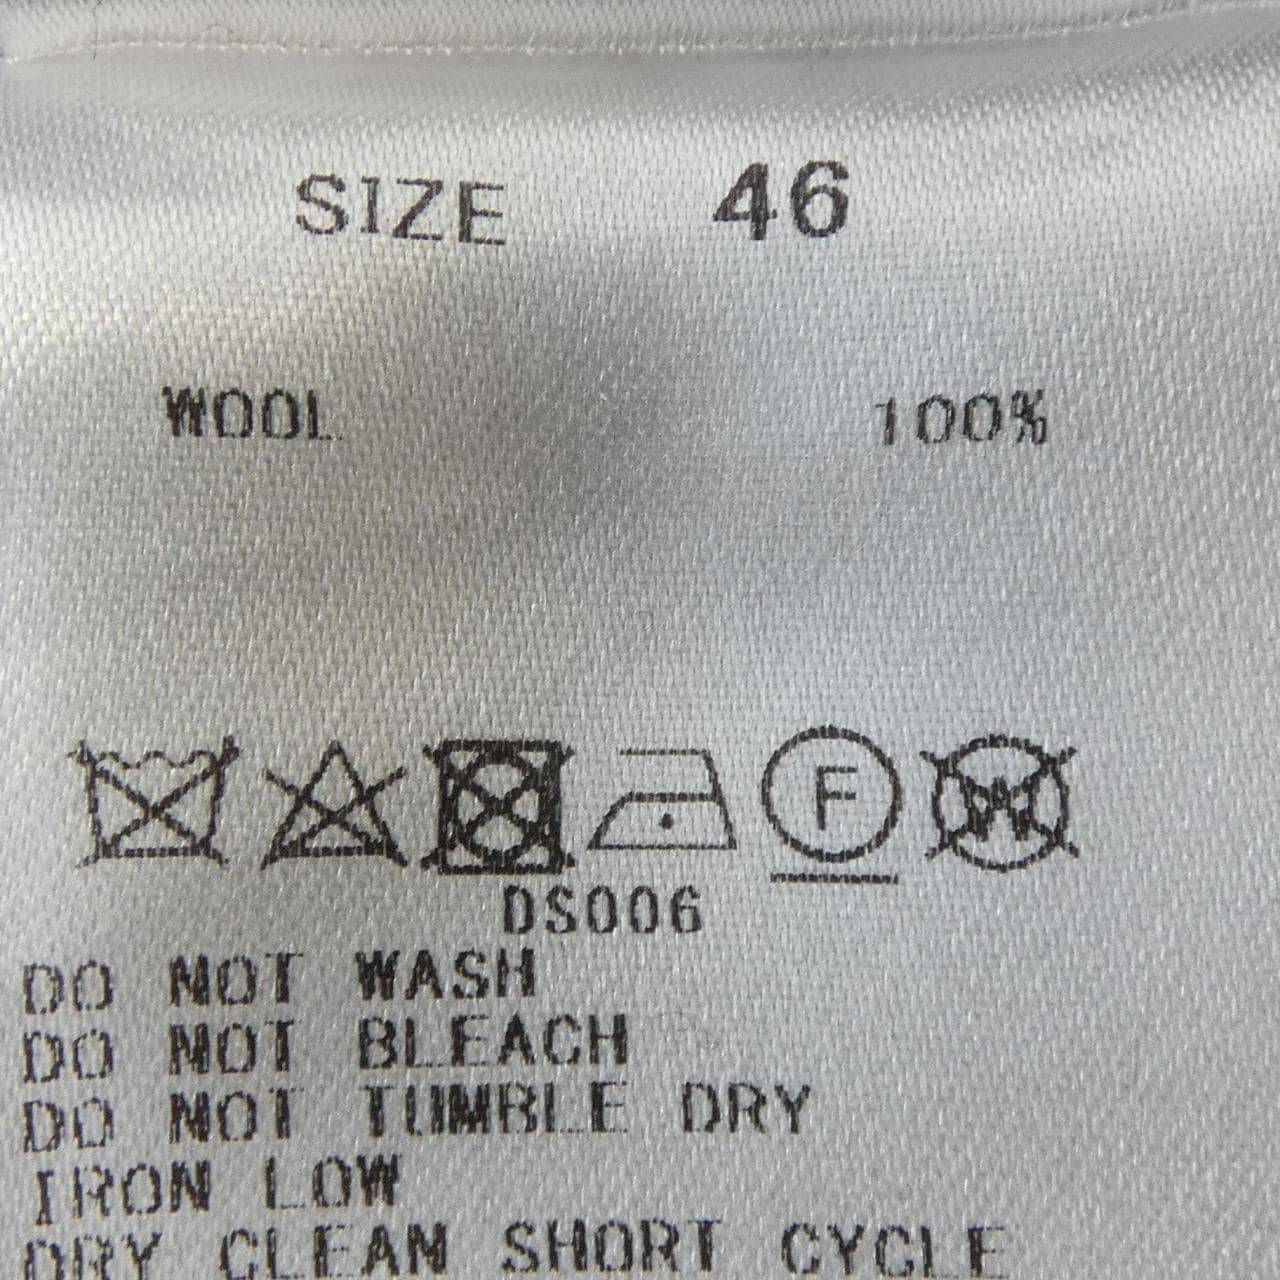 SIZE 46
WOOL 100%
F W
DS006
DO NOT WASH
DO NOT BLEACH
DO NOT TUMBLE DRY
IRON LOW
DRY CLEAN SHORT CYCLE